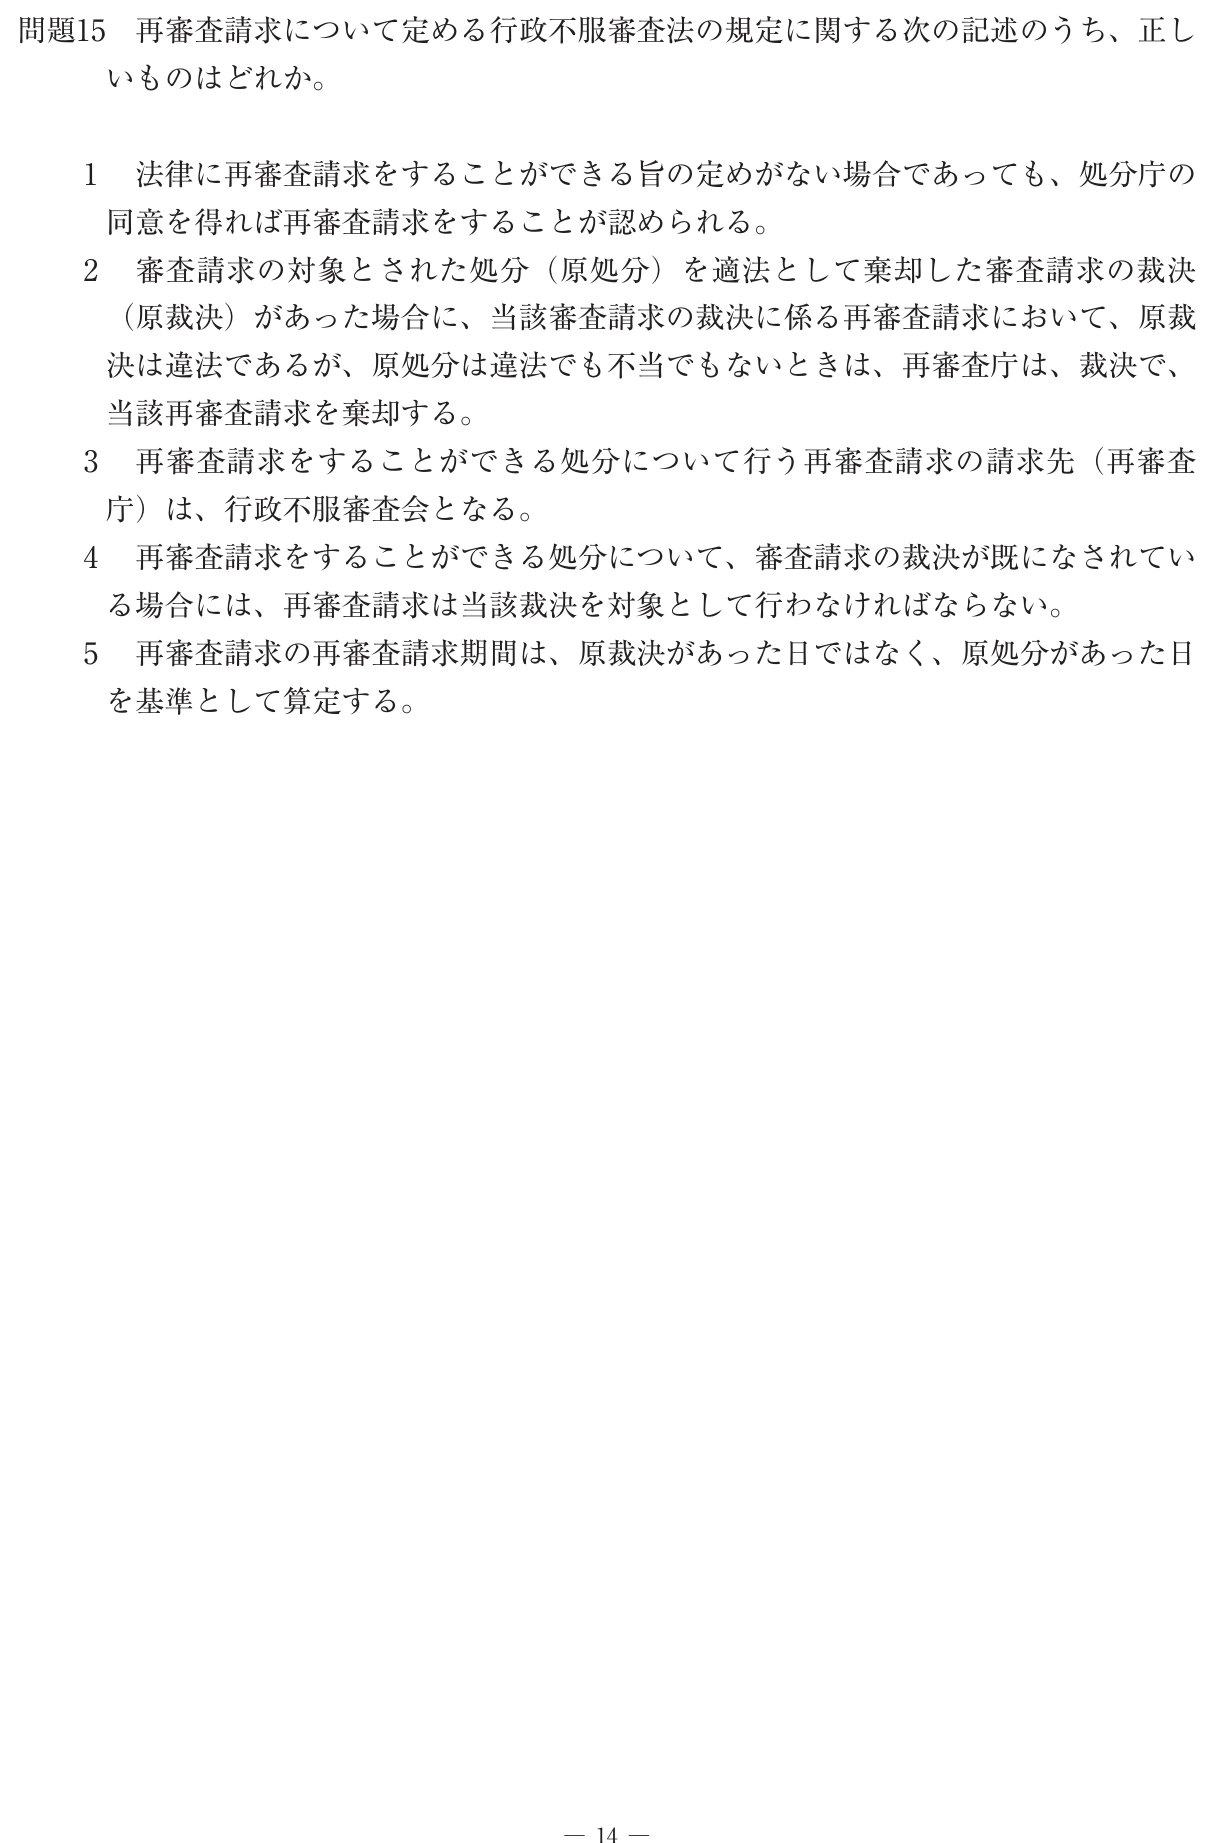 問題15　再審査請求について定める行政不服審査法の規定に関する次の記述のうち、正し
いものはどれか。
1　法律に再審査請求をすることができる旨の定めがない場合であっても、処分庁の
同意を得れば再審査請求をすることが認められる。
2　審査請求の対象とされた処分（原処分）を適法として棄却した審査請求の裁決
（原裁決）があった場合に、当該審査請求の裁決に係る再審査請求において、原裁
決は違法であるが、原処分は違法でも不当でもないときは、再審査庁は、裁決で、
当該再審査請求を棄却する。
3　再審査請求をすることができる処分について行う再審査請求の請求先（再審査
庁）は、行政不服審査会となる。
4　再審査請求をすることができる処分について、審査請求の裁決が既になされてい
る場合には、再審査請求は当該裁決を対象として行わなければならない。
5　再審査請求の再審査請求期間は、原裁決があった日ではなく、原処分があった日
を基準として算定する。
― 14 ―